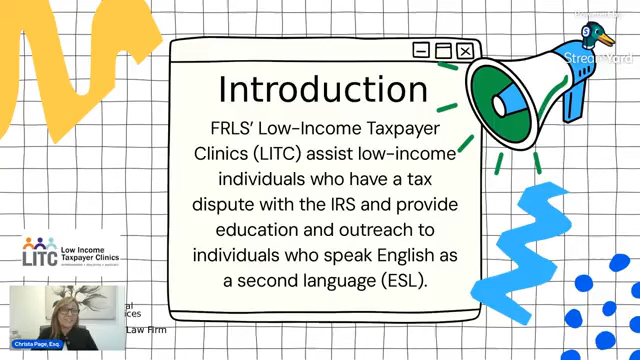 Powered by
StreamYard
Introduction
FRLS’ Low-Income Taxpayer
Clinics (LITC) assist low-income
individuals who have a tax
dispute with the IRS and provide
education and outreach to
individuals who speak English as
a second language (ESL).
LITC
Low Income
Taxpayer Clinics
Law Firm
Christa Page, Esq.